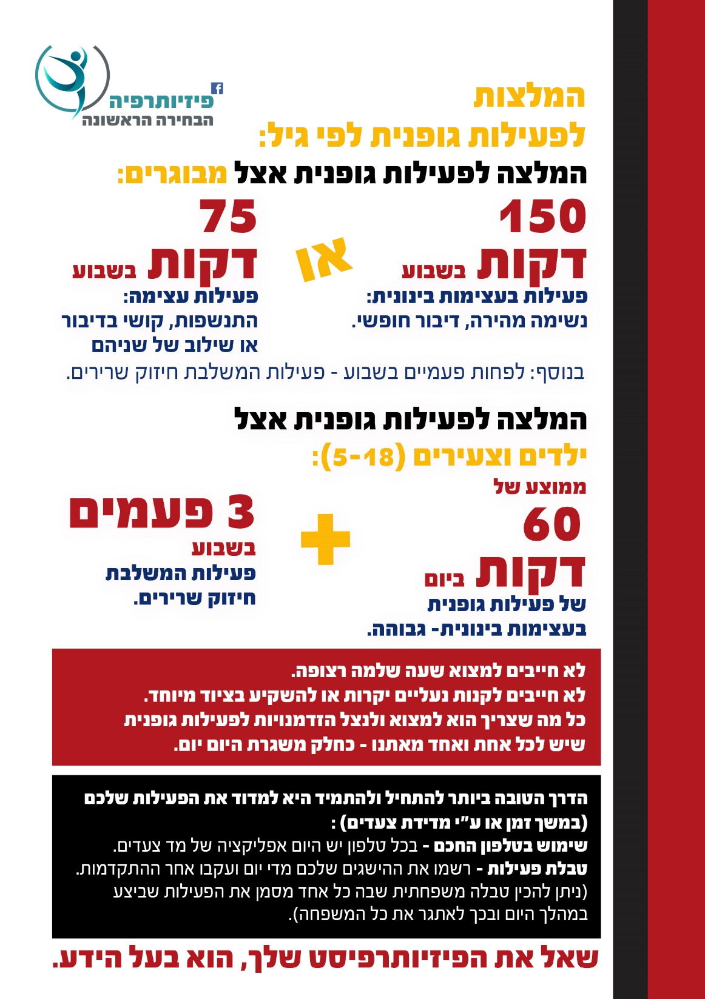 פיזיותרפיה
הבחירה הראשונה
המלצות
לפעילות גופנית לפי גיל:
המלצה לפעילות גופנית אצל מבוגרים:
150
דקות בשבוע
פעילות בעצימות בינונית:
נשימה מהירה, דיבור חופשי.
או
75
דקות בשבוע
פעילות עצימה:
התנשפות, קושי בדיבור
או שילוב של שניהם
בנוסף: לפחות פעמיים בשבוע - פעילות המשלבת חיזוק שרירים.
המלצה לפעילות גופנית אצל
ילדים וצעירים (5-18):
ממוצע של
60
דקות ביום
של פעילות גופנית
בעצימות בינונית- גבוהה.
+
3 פעמים
בשבוע
פעילות המשלבת
חיזוק שרירים.
לא חייבים למצוא שעה שלמה רצופה.
לא חייבים לקנות נעליים יקרות או להשקיע בציוד מיוחד.
כל מה שצריך הוא למצוא ולנצל הזדמנויות לפעילות גופנית
שיש לכל אחת ואחד מאתנו - כחלק משגרת היום יום.
הדרך הטובה ביותר להתחיל ולהתמיד היא למדוד את הפעילות שלכם
(במשך זמן או ע"י מדידת צעדים) :
שימוש בטלפון החכם - בכל טלפון יש היום אפליקציה של מד צעדים.
טבלת פעילות - רשמו את ההישגים שלכם מדי יום ועקבו אחר ההתקדמות.
(ניתן להכין טבלה משפחתית שבה כל אחד מסמן את הפעילות שביצע
במהלך היום ובכך לאתגר את כל המשפחה).
שאל את הפיזיותרפיסט שלך, הוא בעל הידע.